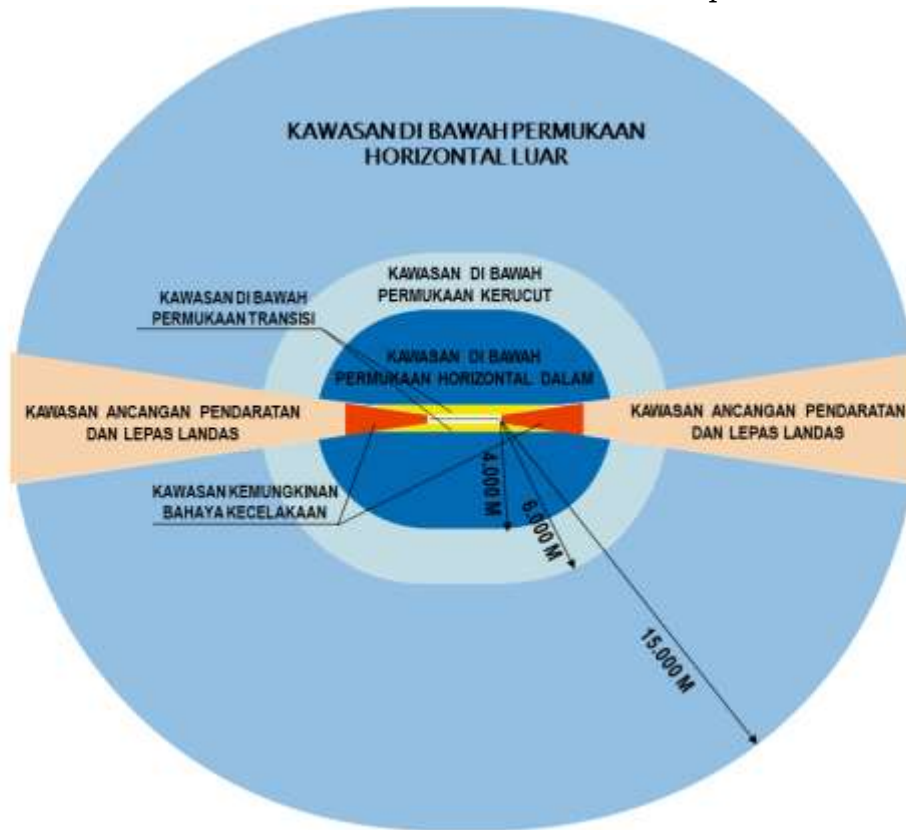 KAWASAN DI BAWAH PERMUKAAN
HORIZONTAL LUAR
KAWASAN DI BAWAH
PERMUKAAN KERUCUT
KAWASAN DI BAWAH
PERMUKAAN TRANSISI
KAWASAN DI BAWAH
PERMUKAAN HORIZONTAL DALAM
KAWASAN ANCANGAN PENDARATAN
DAN LEPAS LANDAS
KAWASAN ANCANGAN PENDARATAN
DAN LEPAS LANDAS
KAWASAN KEMUNGKINAN
BAHAYA KECELAKAAN
4.000 M
6.000 M
15.000 M